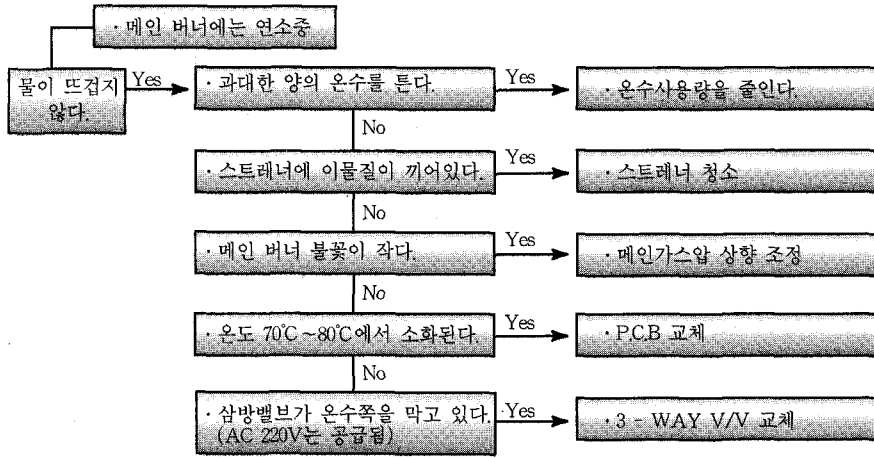 · 메인 버너에는 연소중
물이 뜨겁지
않다.
Yes
· 과대한 양의 온수를 튼다.
Yes
· 온수사용량을 줄인다.
No
· 스트레너에 이물질이 끼어있다.
Yes
· 스트레너 청소
No
· 메인 버너 불꽃이 작다.
Yes
· 메인가스압 상향 조정
No
· 온도 70℃~80℃에서 소화된다.
Yes
· P.C.B 교체
No
· 삼방밸브가 온수쪽을 막고 있다.
(AC 220V는 공급됨)
Yes
· 3 - WAY V/V 교체